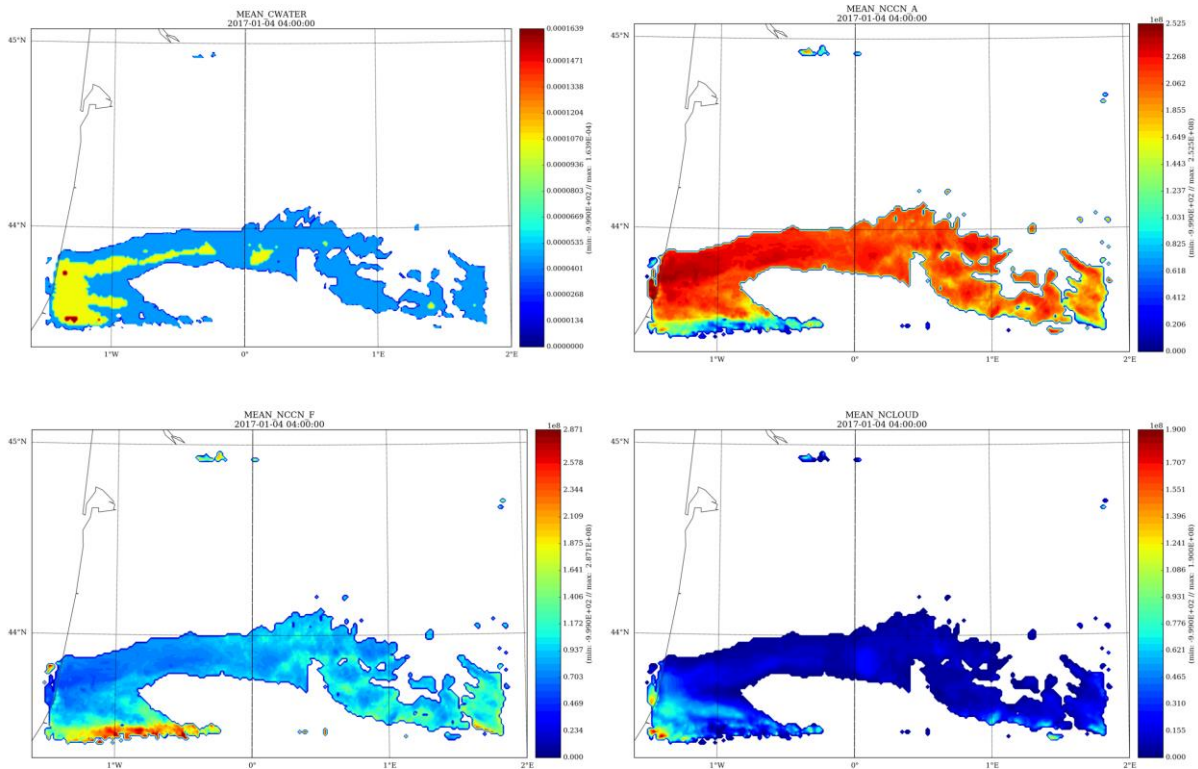 MEAN_CWATER
2017-01-04 04:00:00
45°N
44°N
1°W
0°
1°E
2°E
0.0001639
0.0001471
0.0001338
0.0001204
0.0001070
0.0000936
0.0000803
0.0000669
0.0000535
0.0000401
0.0000268
0.0000134
0.0000000
(min: -9.990E+02 // max: 1.639E-04)
MEAN_NCCN_A
2017-01-04 04:00:00
45°N
44°N
1°W
0°
1°E
2°E
1e8
2.525
2.268
2.062
1.855
1.649
1.443
1.237
1.031
0.825
0.618
0.412
0.206
0.000
(min: -9.990E+02 // max: 2.525E+08)
MEAN_NCCN_F
2017-01-04 04:00:00
45°N
44°N
1°W
0°
1°E
2°E
1e8
2.871
2.578
2.344
2.109
1.875
1.641
1.406
1.172
0.937
0.703
0.469
0.234
0.000
(min: -9.990E+02 // max: 2.871E+08)
MEAN_NCLOUD
2017-01-04 04:00:00
45°N
44°N
1°W
0°
1°E
2°E
1e8
1.900
1.707
1.551
1.396
1.241
1.086
0.931
0.776
0.621
0.465
0.310
0.155
0.000
(min: -9.990E+02 // max: 1.900E+08)